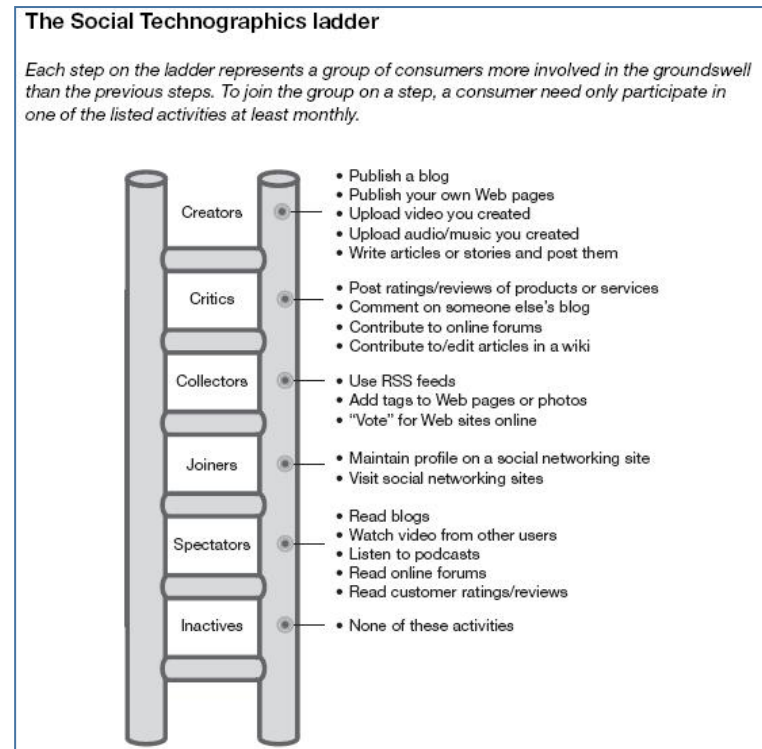 The Social Technographics ladder
Each step on the ladder represents a group of consumers more involved in the groundswell
than the previous steps. To join the group on a step, a consumer need only participate in
one of the listed activities at least monthly.
Creators
• Publish a blog
• Publish your own Web pages
• Upload video you created
• Upload audio/music you created
• Write articles or stories and post them
Critics
• Post ratings/reviews of products or services
• Comment on someone else’s blog
• Contribute to online forums
• Contribute to/edit articles in a wiki
Collectors
• Use RSS feeds
• Add tags to Web pages or photos
• “Vote” for Web sites online
Joiners
• Maintain profile on a social networking site
• Visit social networking sites
Spectators
• Read blogs
• Watch video from other users
• Listen to podcasts
• Read online forums
• Read customer ratings/reviews
Inactives
• None of these activities